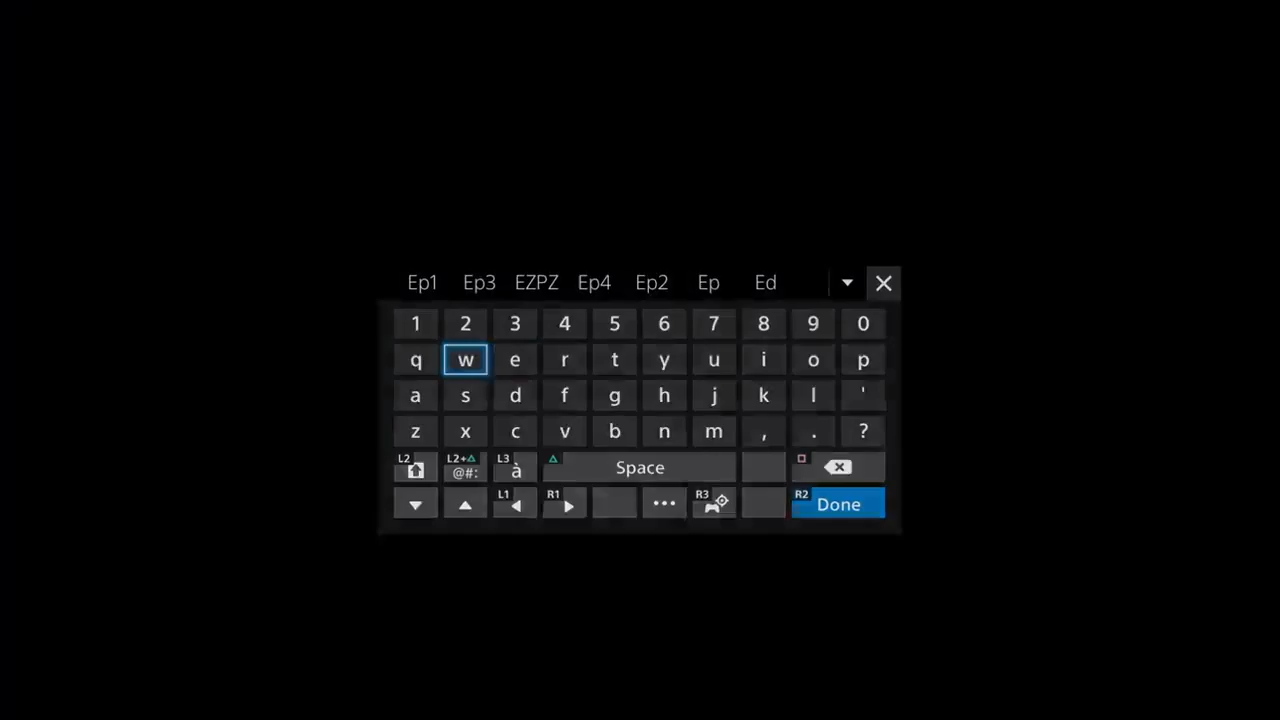 Ep1 Ep3 EZPZ Ep4 Ep2 Ep Ed
1 2 3 4 5 6 7 8 9 0
q w e r t y u i o p
a s d f g h j k l '
z x c v b n m , . ?
L2 L2+△ @#: L3 à △ Space □
L1 R1 ••• R3 R2 Done